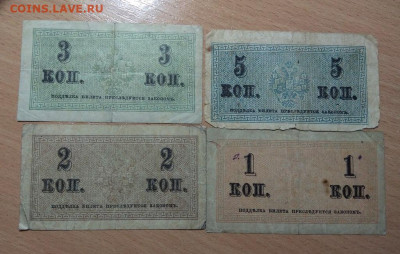 COINS.LAVE.RU
3 3
КОП. КОП.
ПОДДѢЛКА БИЛЕТА ПРЕСЛѢДУЕТСЯ ЗАКОНОМЪ.
5 5
КОП. КОП.
ПОДДѢЛКА БИЛЕТА ПРЕСЛѢДУЕТСЯ ЗАКОНОМЪ.
2 2
КОП. КОП.
ПОДДѢЛКА БИЛЕТА ПРЕСЛѢДУЕТСЯ ЗАКОНОМЪ.
1 1
КОП. КОП.
ПОДДѢЛКА БИЛЕТА ПРЕСЛѢДУЕТСЯ ЗАКОНОМЪ.